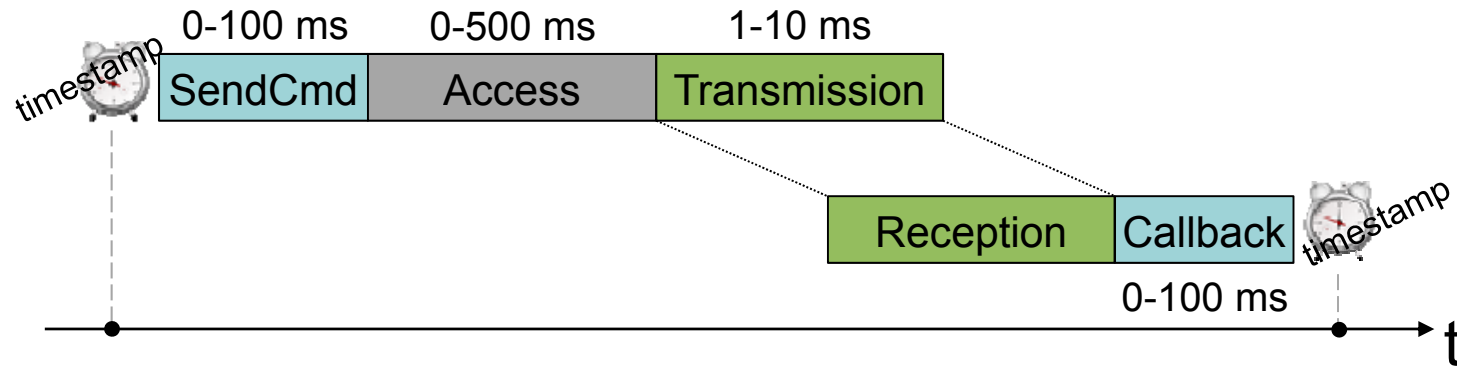 0-100 ms 0-500 ms 1-10 ms
timestamp
SendCmd Access Transmission
Reception Callback
timestamp
0-100 ms
t